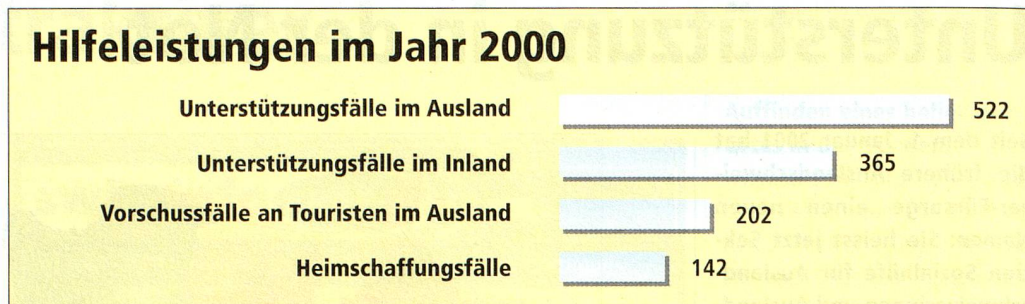 Hilfeleistungen im Jahr 2000
Unterstützungsfälle im Ausland 522
Unterstützungsfälle im Inland 365
Vorschussfälle an Touristen im Ausland 202
Heimschaffungsfälle 142